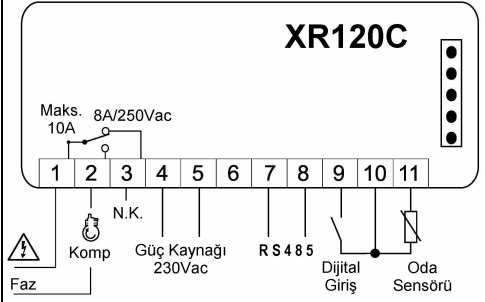 XR120C
Maks. 8A/250Vac
10A
1 2 3 4 5 6 7 8 9 10 11
N.K.
Komp
Güç Kaynağı
230Vac
RS485
Dijital
Giriş
Oda
Sensörü
Faz